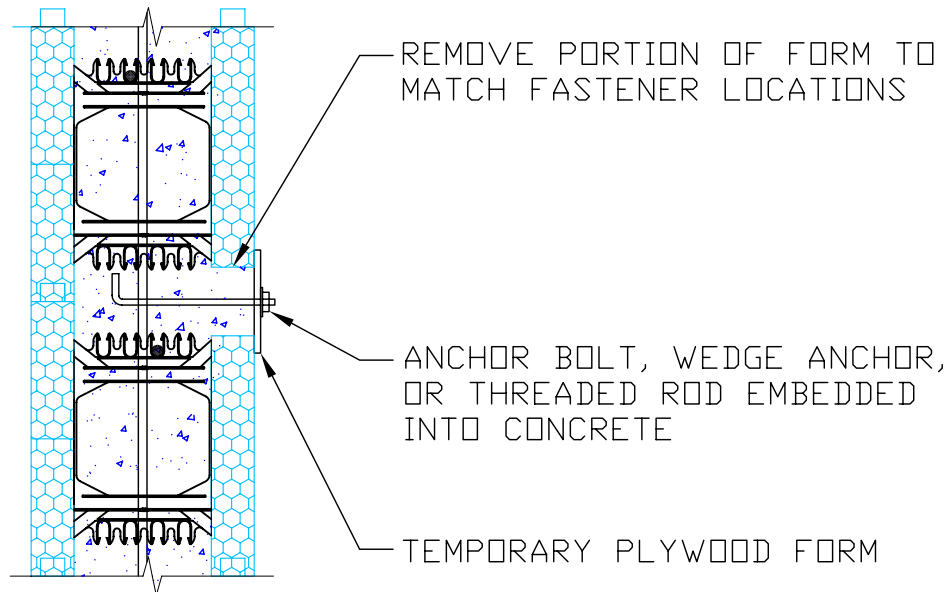 REMOVE PORTION OF FORM TO
MATCH FASTENER LOCATIONS
ANCHOR BOLT, WEDGE ANCHOR,
OR THREADED ROD EMBEDDED
INTO CONCRETE
TEMPORARY PLYWOOD FORM